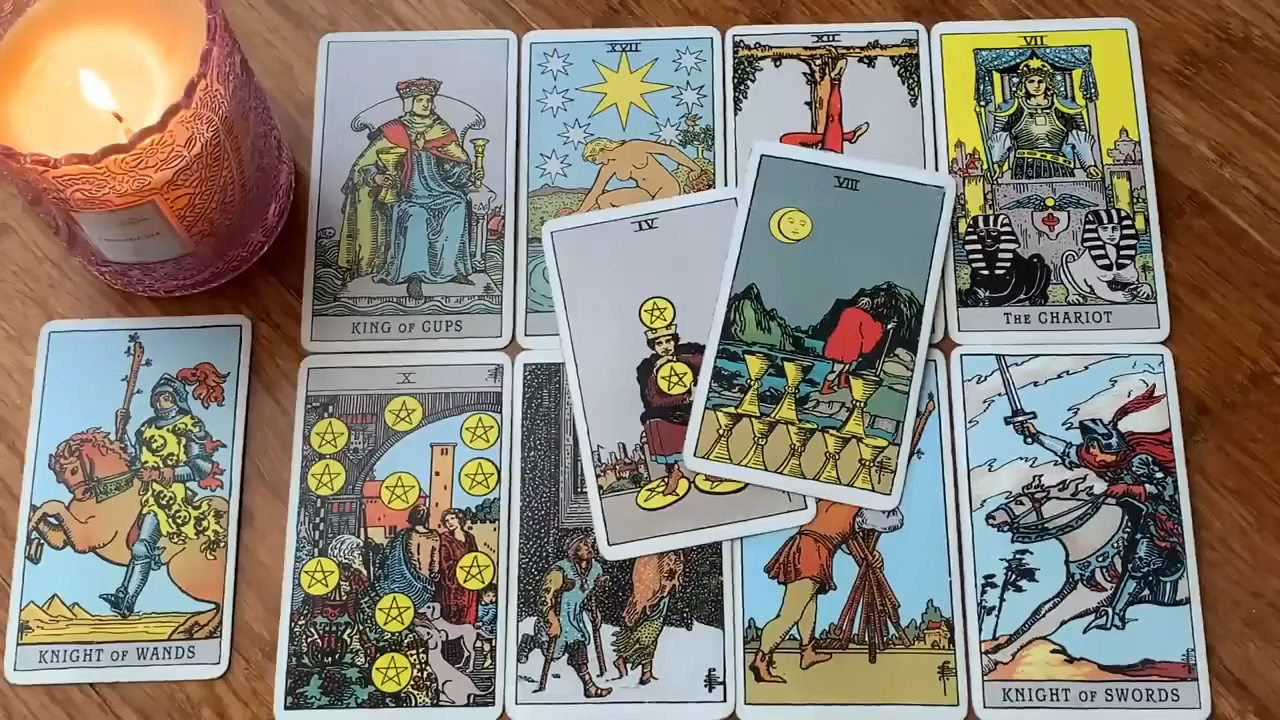 XVII
XII
VII
KING OF CUPS
THE CHARIOT
IV
VIII
X
KNIGHT OF WANDS
KNIGHT OF SWORDS